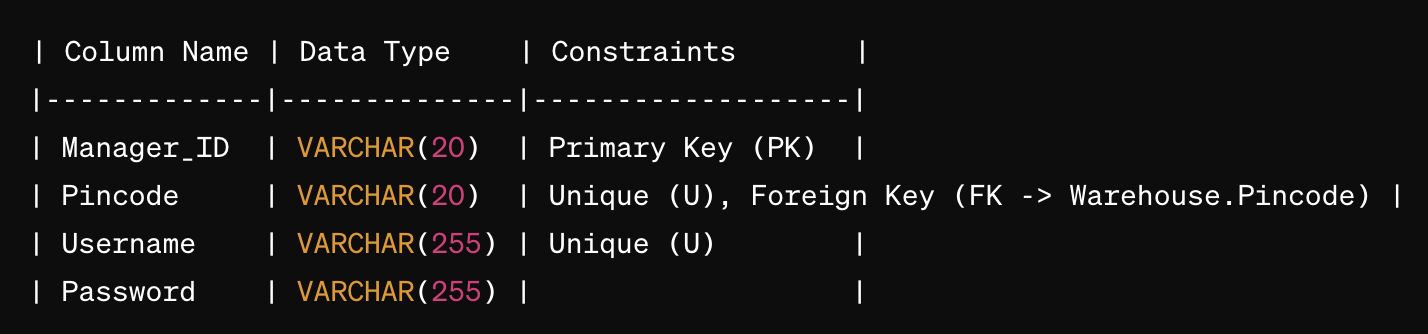 | Column Name | Data Type    | Constraints       |
|-------------|--------------|-------------------|
| Manager_ID  | VARCHAR(20)  | Primary Key (PK)  |
| Pincode     | VARCHAR(20)  | Unique (U), Foreign Key (FK -> Warehouse.Pincode) |
| Username    | VARCHAR(255) | Unique (U)        |
| Password    | VARCHAR(255) |                   |